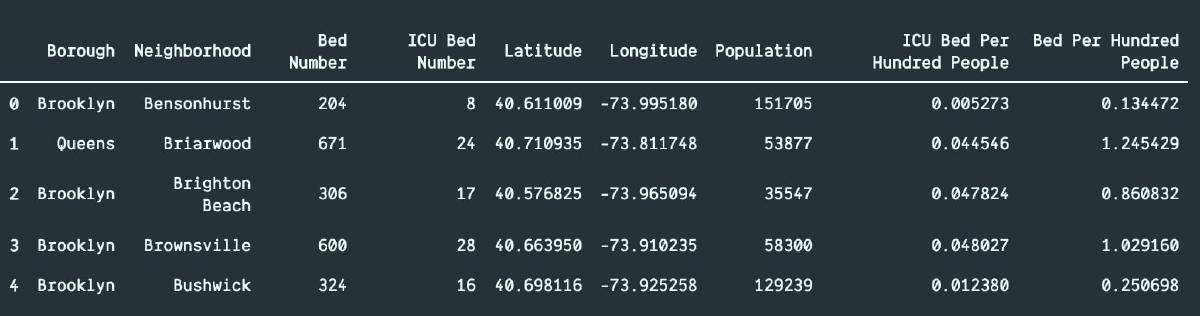 Borough Neighborhood Bed Number ICU Bed Number Latitude Longitude Population ICU Bed Per Hundred People Bed Per Hundred People
0 Brooklyn Bensonhurst 204 8 40.611009 -73.995180 151705 0.005273 0.134472
1 Queens Briarwood 671 24 40.710935 -73.811748 53877 0.044546 1.245429
2 Brooklyn Brighton Beach 306 17 40.576825 -73.965094 35547 0.047824 0.860832
3 Brooklyn Brownsville 600 28 40.663950 -73.910235 58300 0.048027 1.029160
4 Brooklyn Bushwick 324 16 40.698116 -73.925258 129239 0.012380 0.250698